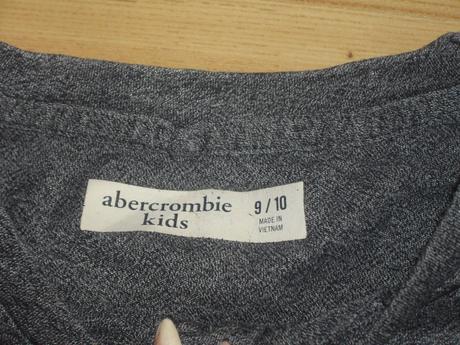 abercrombie
kids
9 / 10
MADE IN
VIETNAM